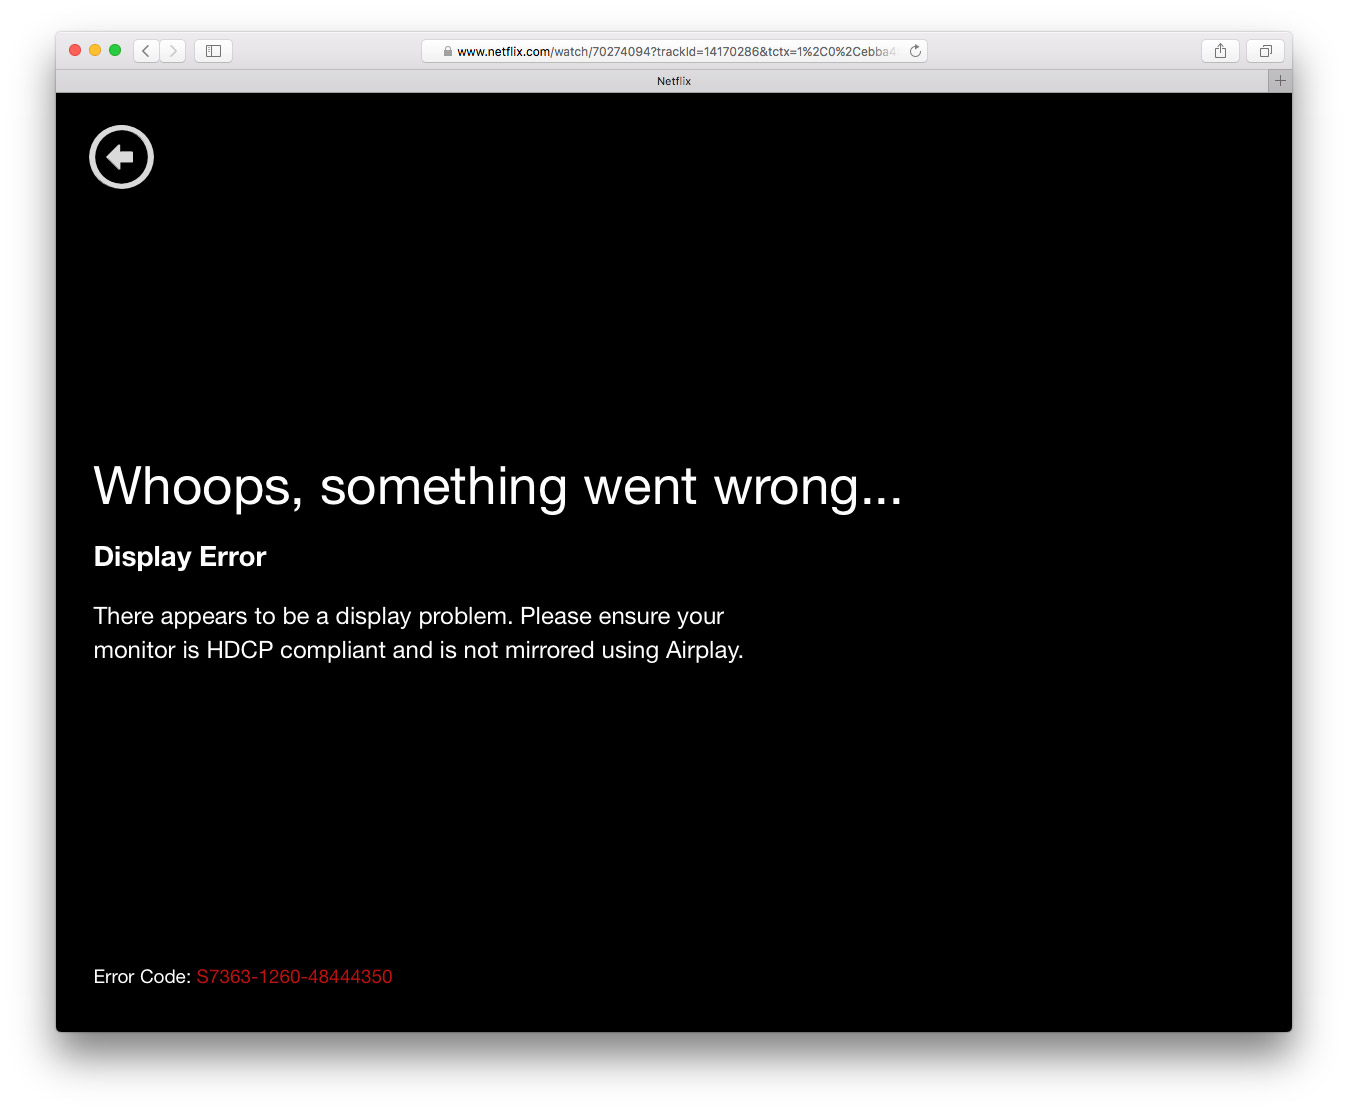 www.netflix.com/watch/70274094?trackId=14170286&tctx=1%2C0%2Cebba4
Netflix
Whoops, something went wrong...
Display Error
There appears to be a display problem. Please ensure your
monitor is HDCP compliant and is not mirrored using Airplay.
Error Code: S7363-1260-48444350